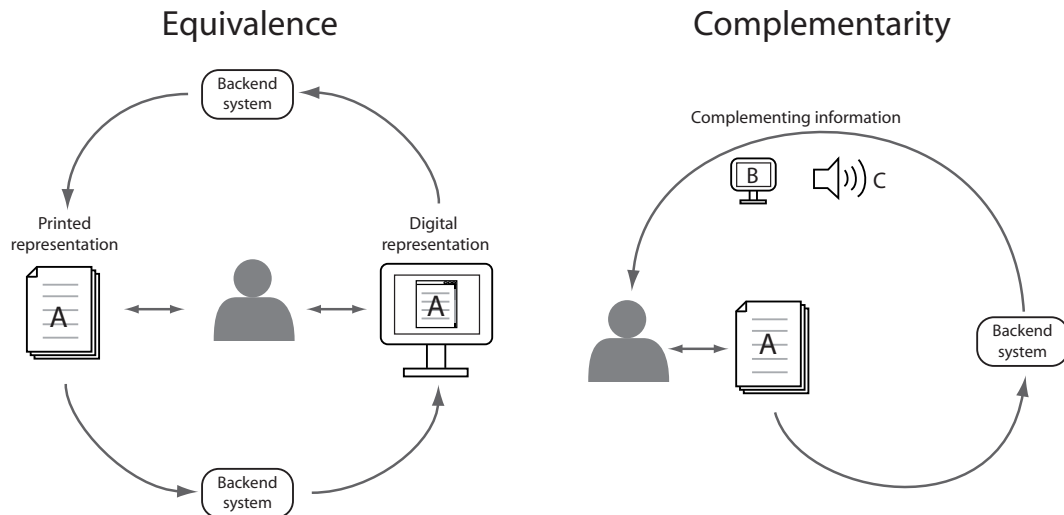 Equivalence
Backend
system
Printed
representation
A
Digital
representation
A
Backend
system
Complementarity
Complementing information
B
C
A
Backend
system